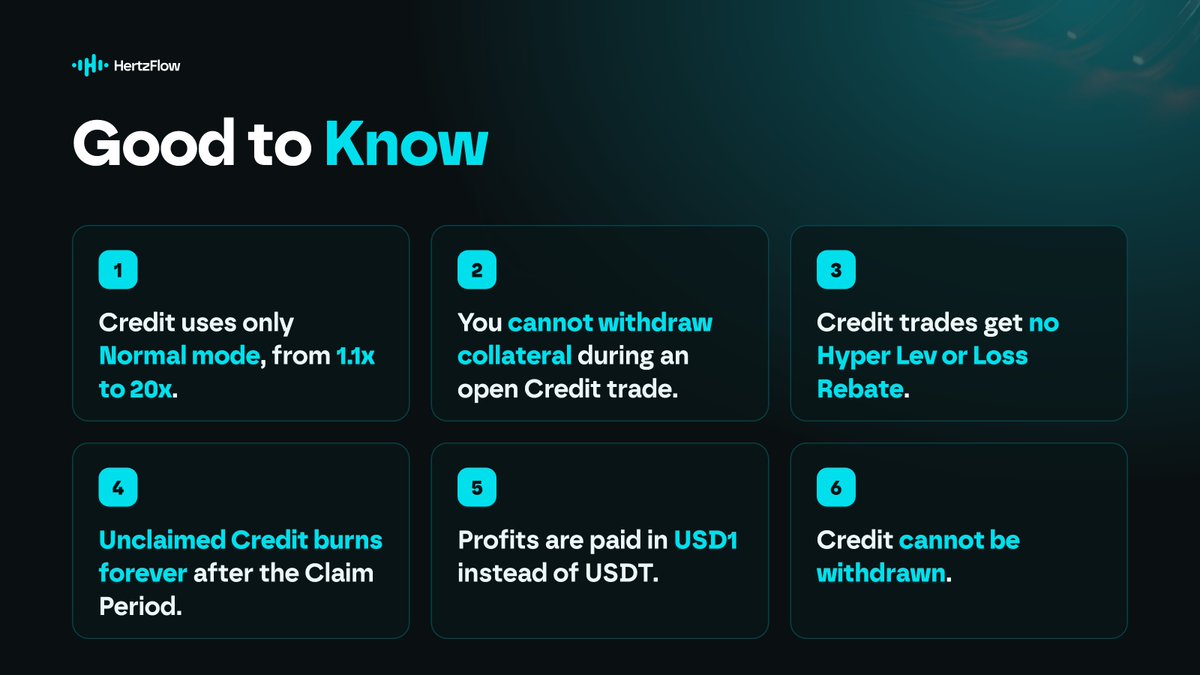 HertzFlow
Good to Know
1
Credit uses only
Normal mode, from 1.1x
to 20x.
2
You cannot withdraw
collateral during an
open Credit trade.
3
Credit trades get no
Hyper Lev or Loss
Rebate.
4
Unclaimed Credit burns
forever after the Claim
Period.
5
Profits are paid in USD1
instead of USDT.
6
Credit cannot be
withdrawn.